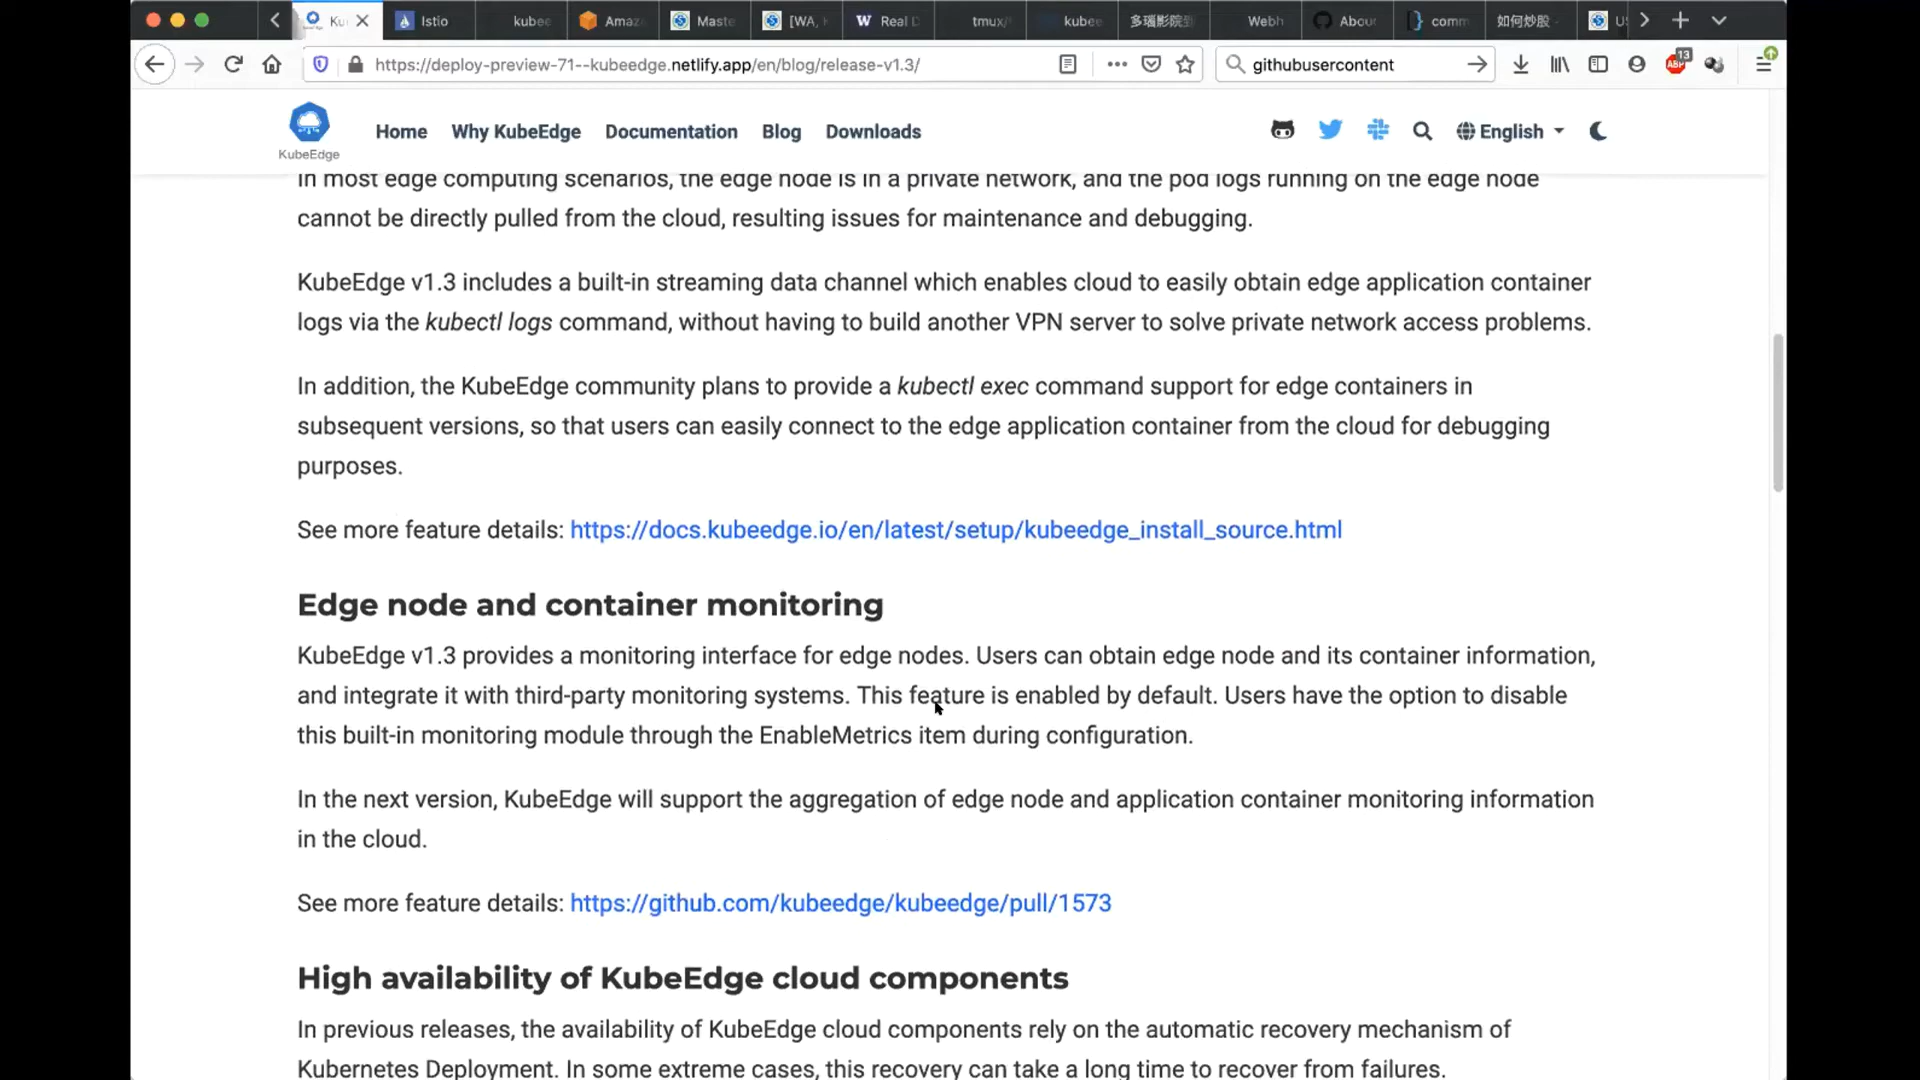 Ku
Istio
kubee
Amaz
Maste
[WA,
Real D
tmux/
kubee
多瑙影院到
Webh
Abou
comm
如何炒股
https://deploy-preview-71--kubeedge.netlify.app/en/blog/release-v1.3/
githubusercontent
ABP
13
KubeEdge
Home
Why KubeEdge
Documentation
Blog
Downloads
English
In most edge computing scenarios, the edge node is in a private network, and the pod logs running on the edge node
cannot be directly pulled from the cloud, resulting issues for maintenance and debugging.
KubeEdge v1.3 includes a built-in streaming data channel which enables cloud to easily obtain edge application container
logs via the kubectl logs command, without having to build another VPN server to solve private network access problems.
In addition, the KubeEdge community plans to provide a kubectl exec command support for edge containers in
subsequent versions, so that users can easily connect to the edge application container from the cloud for debugging
purposes.
See more feature details: https://docs.kubeedge.io/en/latest/setup/kubeedge_install_source.html
Edge node and container monitoring
KubeEdge v1.3 provides a monitoring interface for edge nodes. Users can obtain edge node and its container information,
and integrate it with third-party monitoring systems. This feature is enabled by default. Users have the option to disable
this built-in monitoring module through the EnableMetrics item during configuration.
In the next version, KubeEdge will support the aggregation of edge node and application container monitoring information
in the cloud.
See more feature details: https://github.com/kubeedge/kubeedge/pull/1573
High availability of KubeEdge cloud components
In previous releases, the availability of KubeEdge cloud components rely on the automatic recovery mechanism of
Kubernetes Deployment. In some extreme cases, this recovery can take a long time to recover from failures.